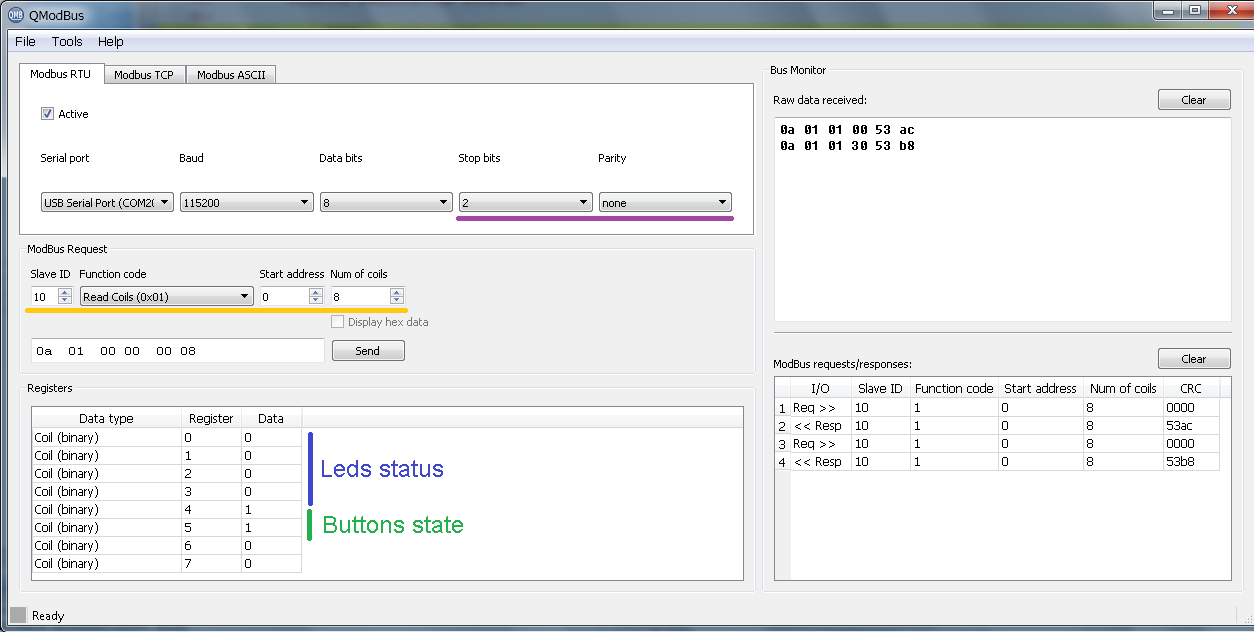 QMB QModBus
File Tools Help
Modbus RTU Modbus TCP Modbus ASCII
Active
Serial port Baud Data bits Stop bits Parity
USB Serial Port (COM20 115200 8 2 none
ModBus Request
Slave ID Function code Start address Num of coils
10 Read Coils (0x01) 0 8
Display hex data
0a 01 00 00 00 08 Send
Registers
Data type Register Data
Coil (binary) 0 0
Coil (binary) 1 0
Coil (binary) 2 0
Coil (binary) 3 0
Coil (binary) 4 1
Coil (binary) 5 1
Coil (binary) 6 0
Coil (binary) 7 0
Leds status
Buttons state
Bus Monitor
Raw data received: Clear
0a 01 01 00 53 ac
0a 01 01 30 53 b8
ModBus requests/responses: Clear
I/O Slave ID Function code Start address Num of coils CRC
1 Req >> 10 1 0 8 0000
2 << Resp 10 1 0 8 53ac
3 Req >> 10 1 0 8 0000
4 << Resp 10 1 0 8 53b8
Ready